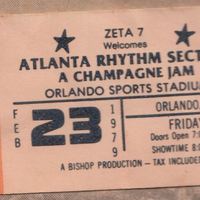 ZETA 7
Welcomes
ATLANTA RHYTHM SECT
A CHAMPAGNE JAM
ORLANDO SPORTS STADIU
FEB
23
1979
ORLANDO,
FRIDAY
Doors Open 7:0
SHOWTIME 8:0
A BISHOP PRODUCTION — TAX INCLUDED